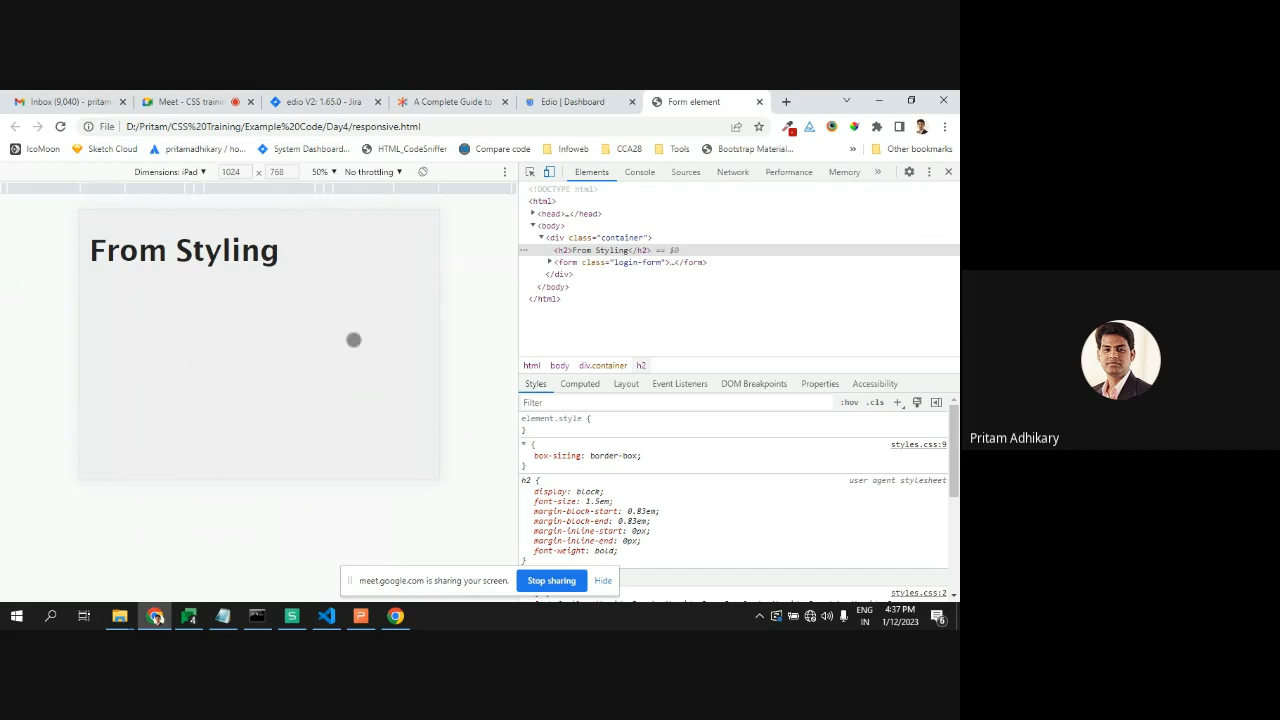 Inbox (9,040) - pritam
Meet - CSS traini
edio V2: 1.65.0 - Jira
A Complete Guide to
Edio | Dashboard
Form element
File
D:/Pritam/CSS%20Training/Example%20Code/Day4/responsive.html
IcoMoon
Sketch Cloud
pritamadhikary / ho...
System Dashboard...
HTML_CodeSniffer
Compare code
Infoweb
CCA28
Tools
Bootstrap Material...
»
Other bookmarks
Dimensions: iPad ▼ 1024 × 768 50% ▼ No throttling ▼
Elements Console Sources Network Performance Memory »
<!DOCTYPE html>
<html>
<head>…</head>
<body>
<div class="container">
<h2>From Styling</h2> == $0
<form class="login-form">…</form>
</div>
</body>
</html>
From Styling
html body div.container h2
Styles Computed Layout Event Listeners DOM Breakpoints Properties Accessibility
Filter
:hov .cls +
element.style {
}
* {
styles.css:9
box-sizing: border-box;
}
h2 {
user agent stylesheet
display: block;
font-size: 1.5em;
margin-block-start: 0.83em;
margin-block-end: 0.83em;
margin-inline-start: 0px;
margin-inline-end: 0px;
font-weight: bold;
}
styles.css:2
meet.google.com is sharing your screen.
Stop sharing
Hide
4
ENG
IN
4:37 PM
1/12/2023
6
Pritam Adhikary